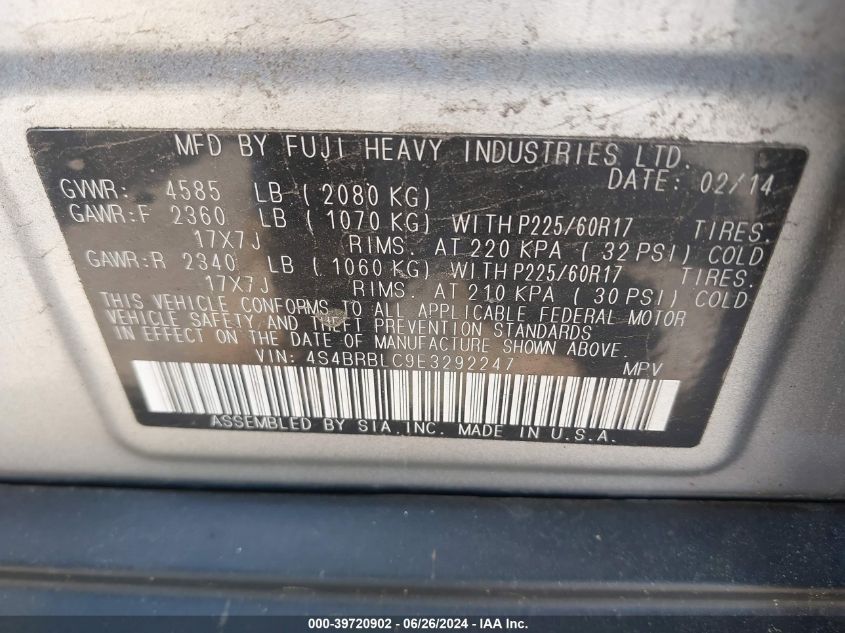 MFD BY FUJI HEAVY INDUSTRIES LTD.
DATE: 02/14
GVWR: 4585 LB ( 2080 KG)
GAWR:F 2360 LB ( 1070 KG) WITH P225/60R17 TIRES.
17X7J RIMS. AT 220 KPA ( 32 PSI) COLD
GAWR:R 2340 LB ( 1060 KG) WITH P225/60R17 TIRES.
17X7J RIMS. AT 210 KPA ( 30 PSI) COLD
THIS VEHICLE CONFORMS TO ALL APPLICABLE FEDERAL MOTOR
VEHICLE SAFETY AND THEFT PREVENTION STANDARDS
IN EFFECT ON THE DATE OF MANUFACTURE SHOWN ABOVE.
VIN: 4S4BRBLC9E3292247 MPV
ASSEMBLED BY SIA,INC. MADE IN U.S.A.
000-39720902 - 06/26/2024 - IAA Inc.